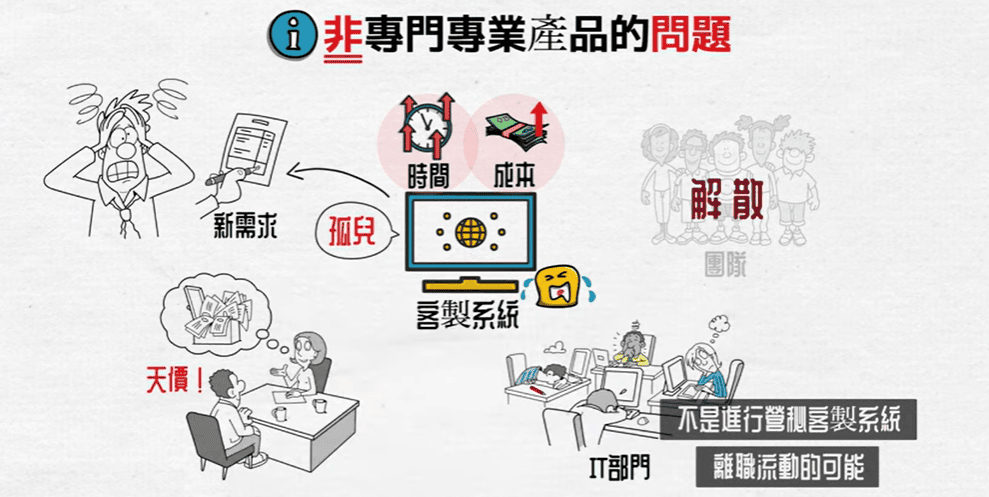 非專門專業產品的問題
時間
成本
新需求
孤兒
客製系統
解散
團隊
天價！
IT部門
不是進行營秘客製系統
離職流動的可能